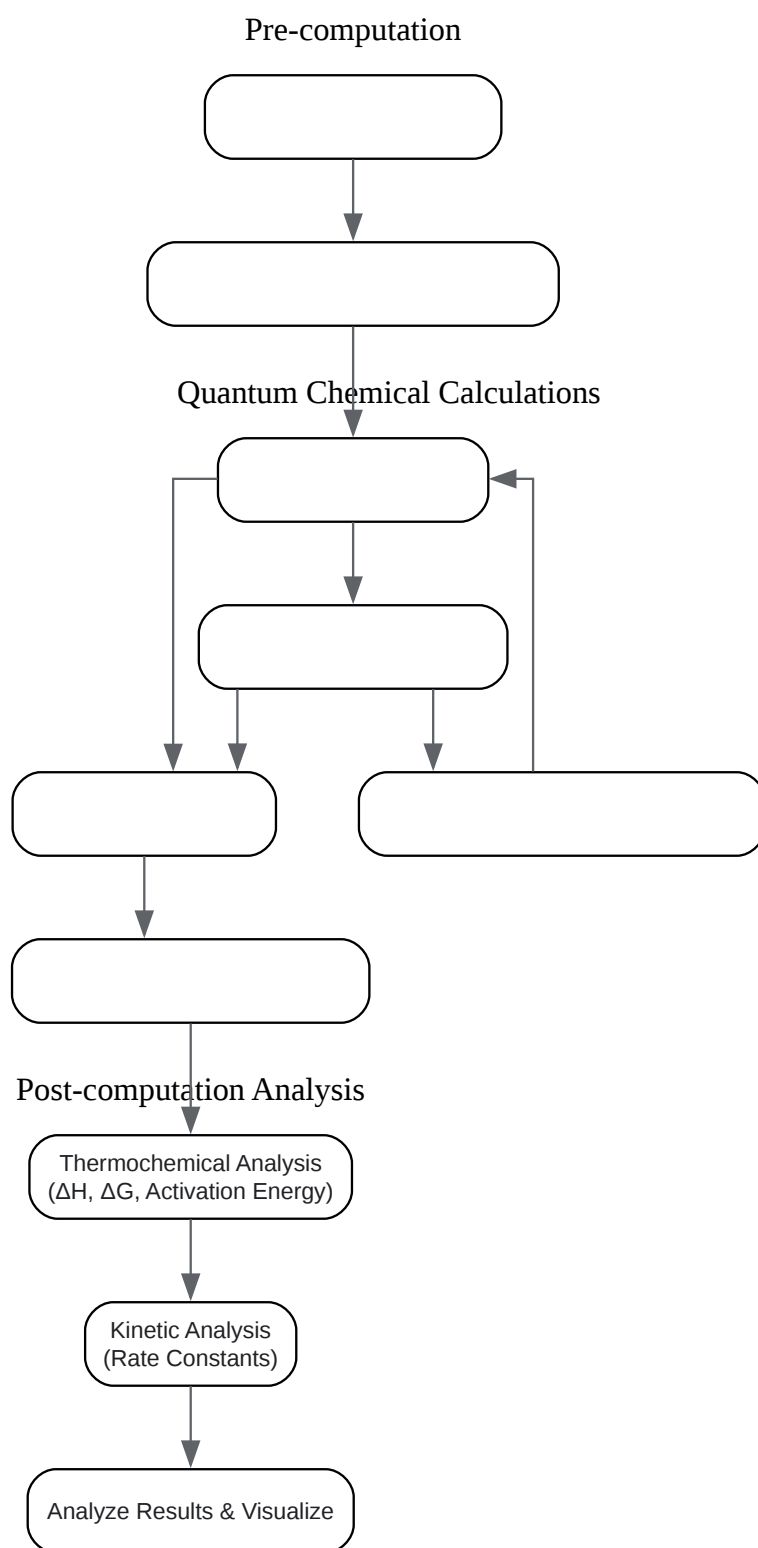 Pre-computation
Quantum Chemical Calculations
Post-computation Analysis
Thermochemical Analysis
(ΔH, ΔG, Activation Energy)
Kinetic Analysis
(Rate Constants)
Analyze Results & Visualize